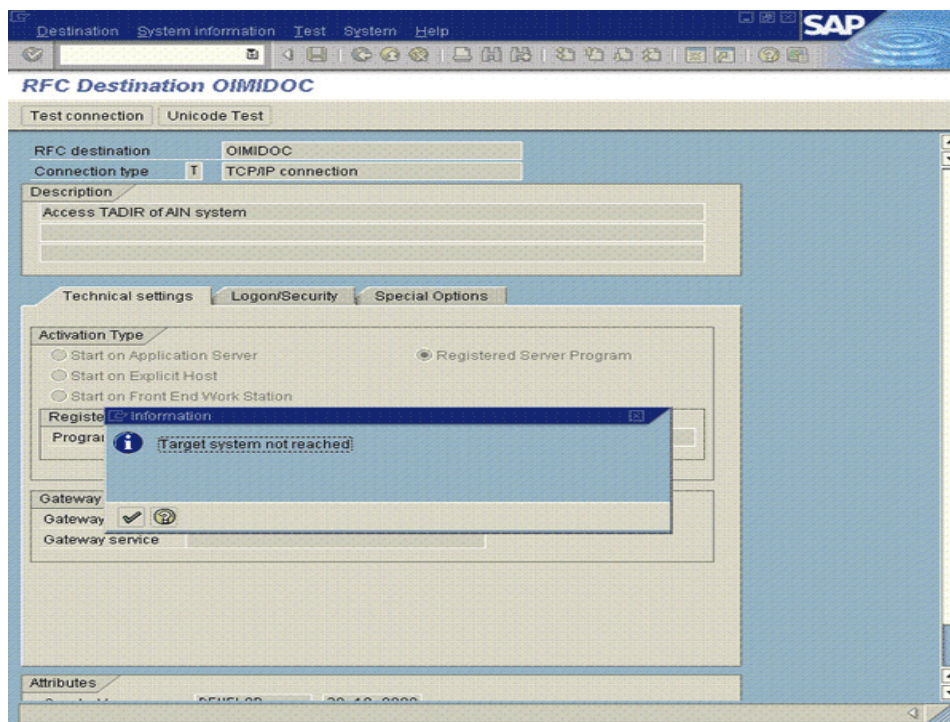 Destination System information Test System Help
SAP
RFC Destination OIMIDOC
Test connection Unicode Test
RFC destination OIMIDOC
Connection type T TCP/IP connection
Description
Access TADIR of AIN system
Technical settings Logon/Security Special Options
Activation Type
Start on Application Server Registered Server Program
Start on Explicit Host
Start on Front End Work Station
Registe
Information
Progra
Target system not reached
Gateway
Gateway
Gateway service
Attributes